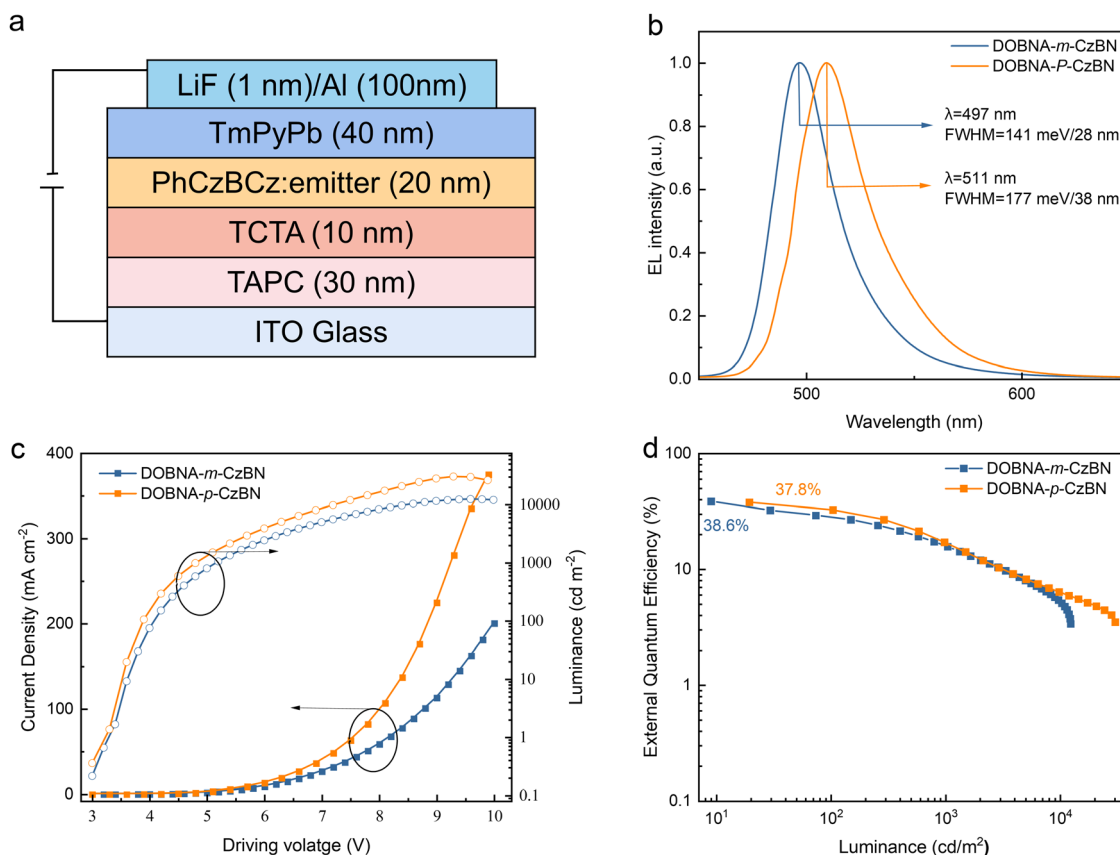 a
LiF (1 nm)/Al (100nm)
TmPyPb (40 nm)
PhCzBCz:emitter (20 nm)
TCTA (10 nm)
TAPC (30 nm)
ITO Glass
b
DOBNA-m-CzBN
DOBNA-P-CzBN
λ=497 nm
FWHM=141 meV/28 nm
λ=511 nm
FWHM=177 meV/38 nm
EL intensity (a.u.)
1.0
0.8
0.6
0.4
0.2
0.0
500
600
Wavelength (nm)
c
DOBNA-m-CzBN
DOBNA-p-CzBN
Current Density (mA cm-2)
400
350
300
250
200
150
100
50
0
10000
1000
100
10
1
0.1
Luminance (cd m-2)
3 4 5 6 7 8 9 10
Driving volatge (V)
d
DOBNA-m-CzBN
DOBNA-p-CzBN
37.8%
38.6%
External Quantum Efficiency (%)
100
10
1
0.1
10¹ 10² 10³ 10⁴
Luminance (cd/m²)